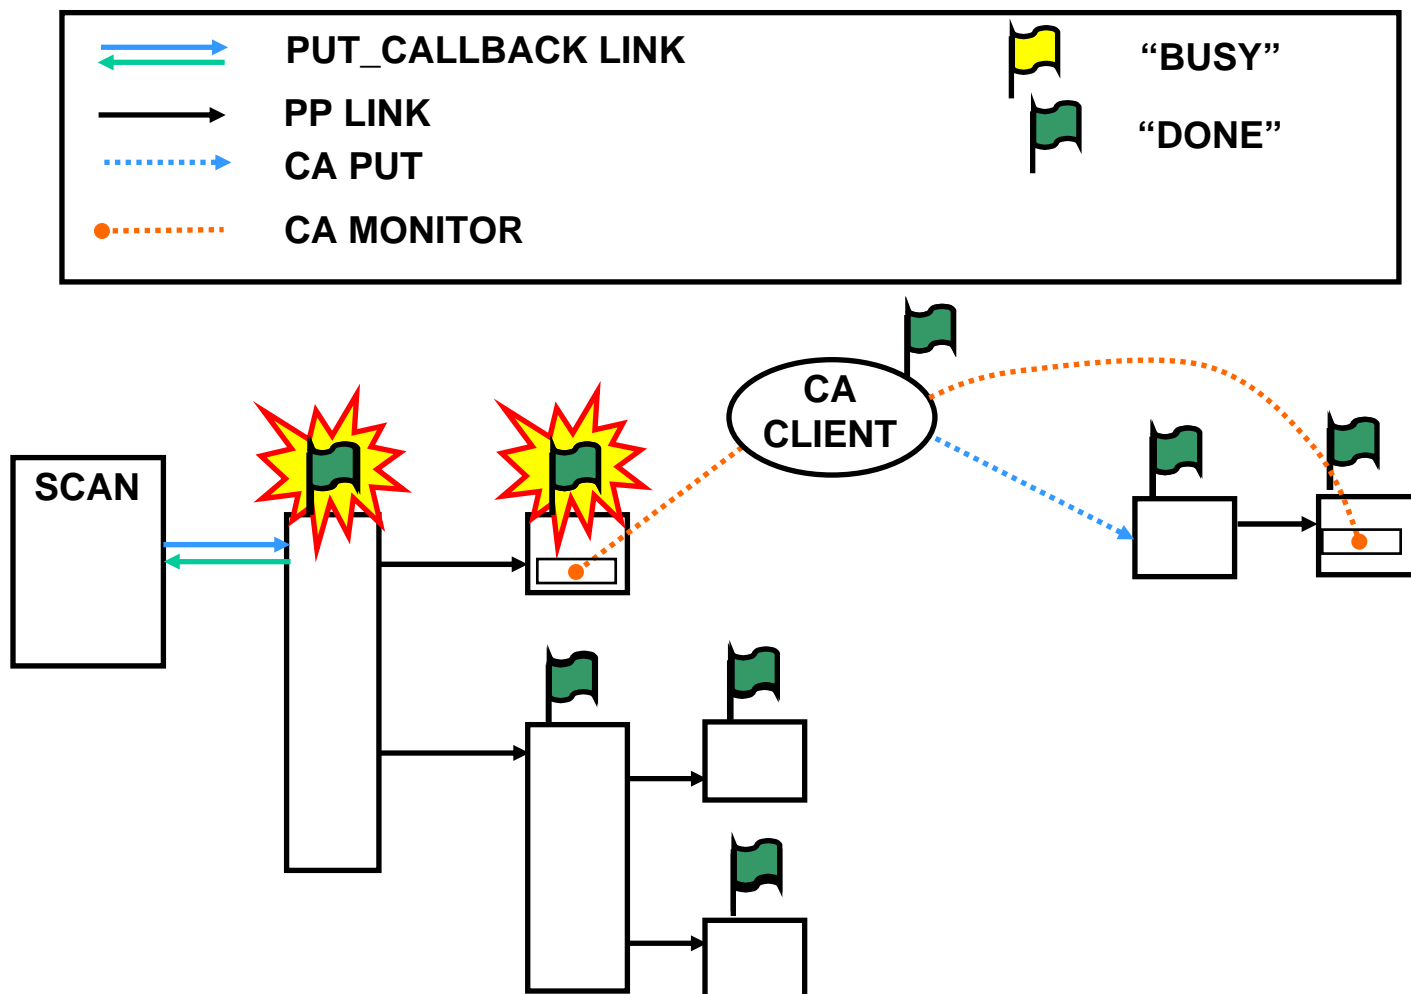 PUT_CALLBACK LINK
“BUSY”
PP LINK
“DONE”
CA PUT
CA MONITOR
CA
CLIENT
SCAN